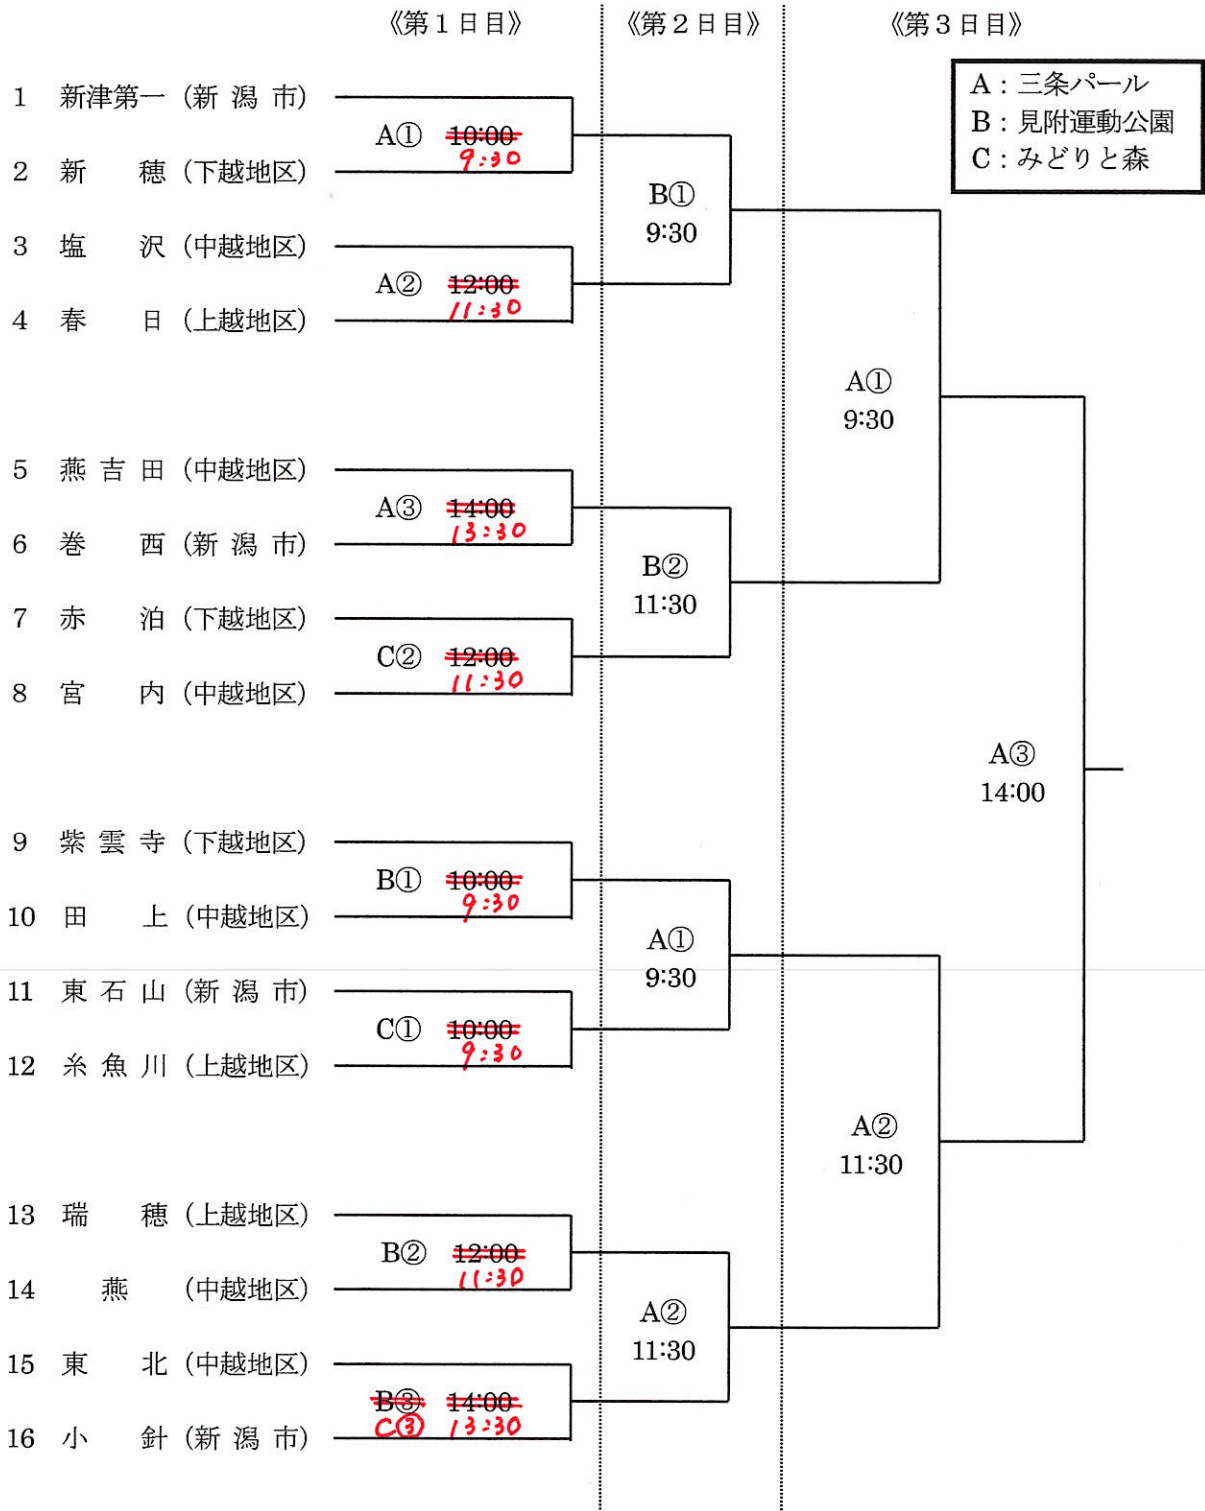 《第1日目》 《第2日目》 《第3日目》
A：三条パール
B：見附運動公園
C：みどりと森
1 新津第一（新潟市）
A① 10:00
9:30
2 新穂（下越地区）
B①
9:30
3 塩沢（中越地区）
A② 12:00
11:30
4 春日（上越地区）
A①
9:30
5 燕吉田（中越地区）
A③ 14:00
13:30
6 巻西（新潟市）
B②
11:30
7 赤泊（下越地区）
C② 12:00
11:30
8 宮内（中越地区）
A③
14:00
9 紫雲寺（下越地区）
B① 10:00
9:30
10 田上（中越地区）
A①
9:30
11 東石山（新潟市）
C① 10:00
9:30
12 糸魚川（上越地区）
A②
11:30
13 瑞穂（上越地区）
B② 12:00
11:30
14 燕（中越地区）
A②
11:30
15 東北（中越地区）
B③ 14:00
C③ 13:30
16 小針（新潟市）